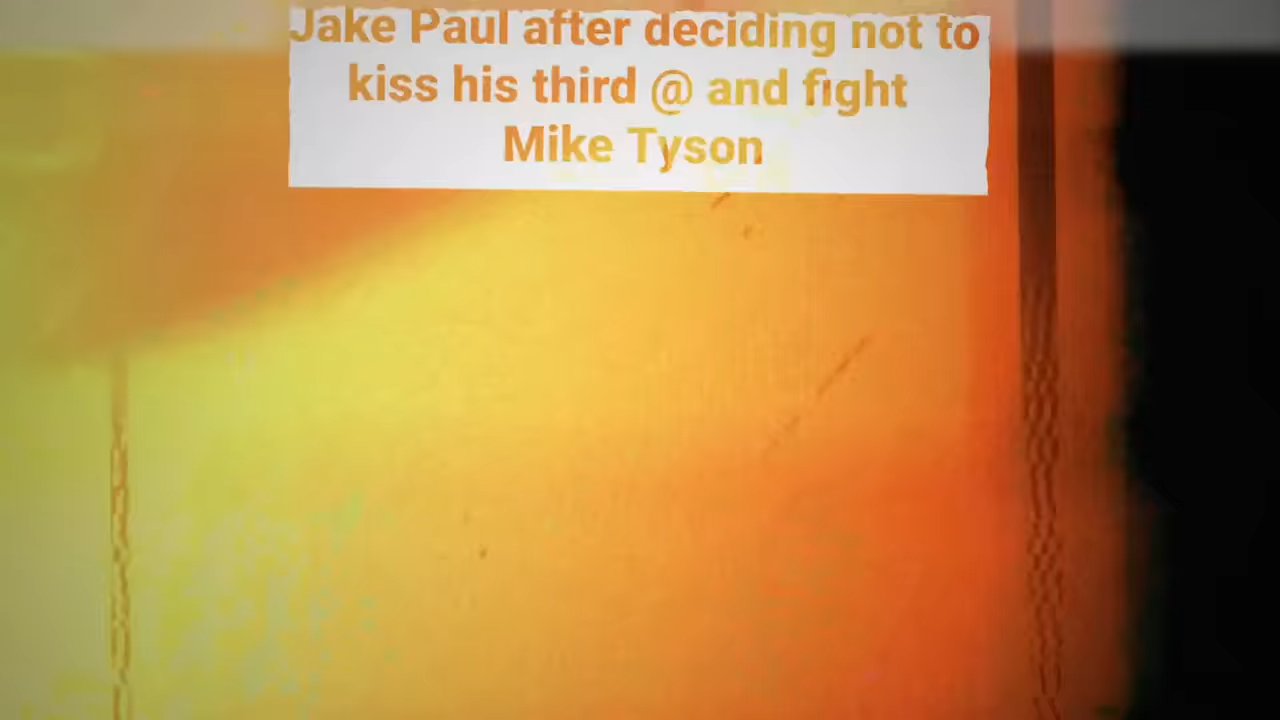 Jake Paul after deciding not to
kiss his third @ and fight
Mike Tyson